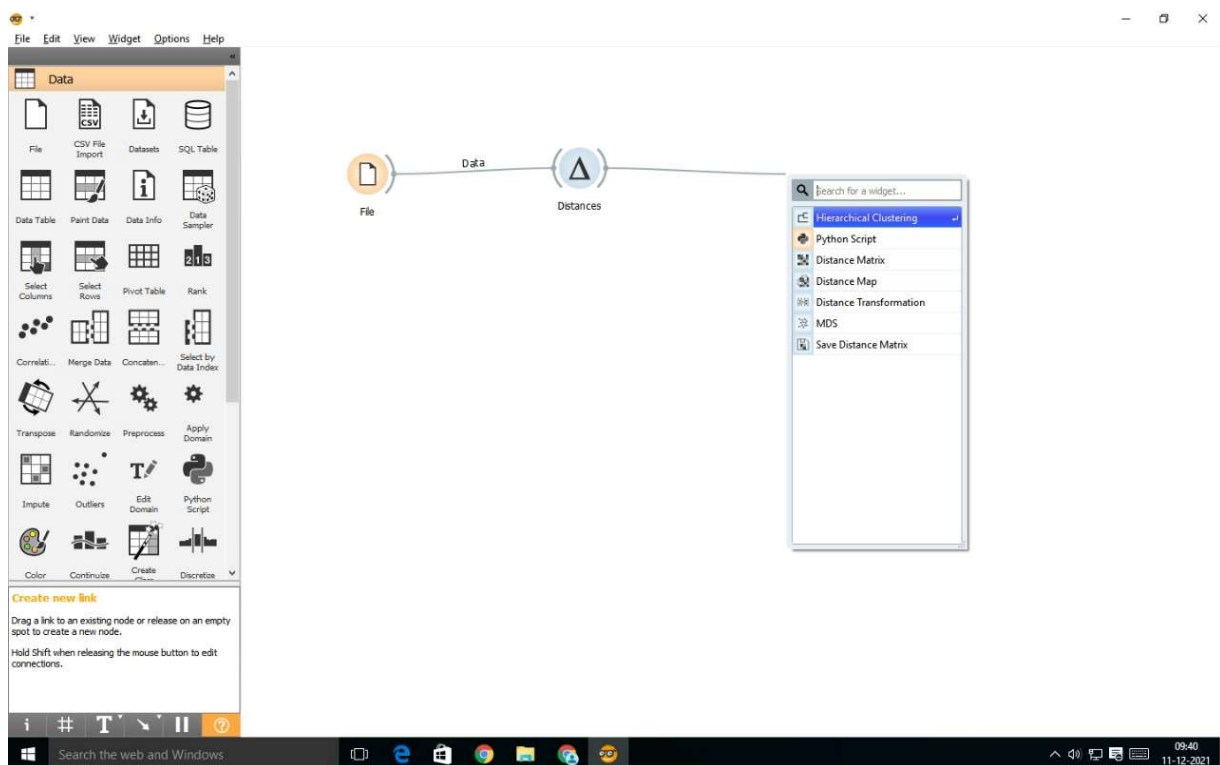 File Edit View Widget Options Help
Data
File
CSV File Import
Datasets
SQL Table
Data Table
Paint Data
Data Info
Data Sampler
Select Columns
Select Rows
Pivot Table
Rank
Correlati...
Merge Data
Concaten...
Select by Data Index
Transpose
Randomize
Preprocess
Apply Domain
Impute
Outliers
Edit Domain
Python Script
Color
Continuize
Create
Discretize
Create new link
Drag a link to an existing node or release on an empty
spot to create a new node.
Hold Shift when releasing the mouse button to edit
connections.
File
Data
Distances
Search for a widget...
Hierarchical Clustering
Python Script
Distance Matrix
Distance Map
Distance Transformation
MDS
Save Distance Matrix
Search the web and Windows
09:40
11-12-2021